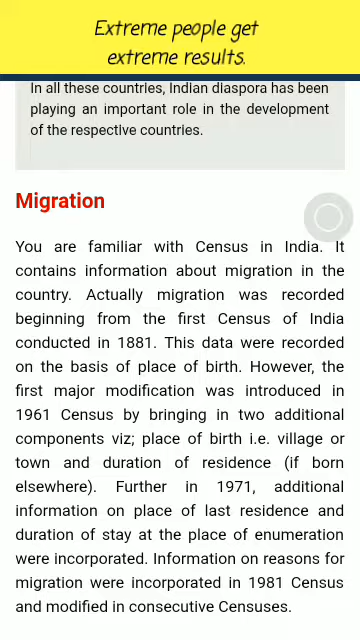 Extreme people get
extreme results.
In all these countries, Indian diaspora has been
playing an important role in the development
of the respective countries.
Migration
You are familiar with Census in India. It
contains information about migration in the
country. Actually migration was recorded
beginning from the first Census of India
conducted in 1881. This data were recorded
on the basis of place of birth. However, the
first major modification was introduced in
1961 Census by bringing in two additional
components viz; place of birth i.e. village or
town and duration of residence (if born
elsewhere). Further in 1971, additional
information on place of last residence and
duration of stay at the place of enumeration
were incorporated. Information on reasons for
migration were incorporated in 1981 Census
and modified in consecutive Censuses.